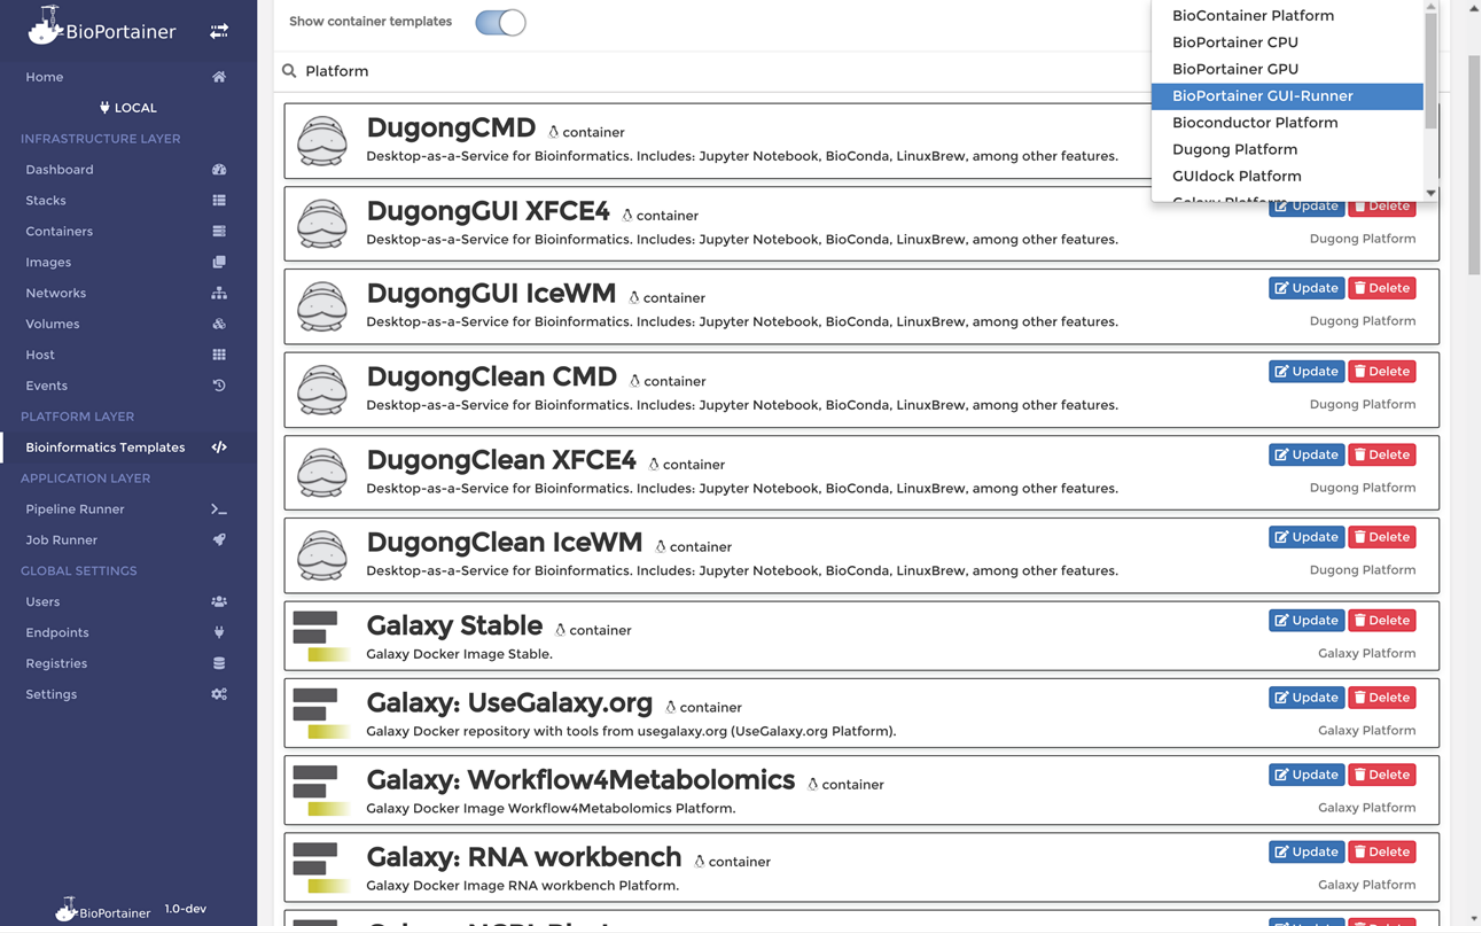 BioPortainer
Home
LOCAL
INFRASTRUCTURE LAYER
Dashboard
Stacks
Containers
Images
Networks
Volumes
Host
Events
PLATFORM LAYER
Bioinformatics Templates
APPLICATION LAYER
Pipeline Runner
Job Runner
GLOBAL SETTINGS
Users
Endpoints
Registries
Settings
BioPortainer 1.0-dev
Show container templates
Platform
BioContainer Platform
BioPortainer CPU
BioPortainer GPU
BioPortainer GUI-Runner
Bioconductor Platform
Dugong Platform
GUIdock Platform
Galaxy Platform
DugongCMD container
Desktop-as-a-Service for Bioinformatics. Includes: Jupyter Notebook, BioConda, LinuxBrew, among other features.
DugongGUI XFCE4 container
Update Delete
Desktop-as-a-Service for Bioinformatics. Includes: Jupyter Notebook, BioConda, LinuxBrew, among other features.
Dugong Platform
DugongGUI IceWM container
Update Delete
Desktop-as-a-Service for Bioinformatics. Includes: Jupyter Notebook, BioConda, LinuxBrew, among other features.
Dugong Platform
DugongClean CMD container
Update Delete
Desktop-as-a-Service for Bioinformatics. Includes: Jupyter Notebook, BioConda, LinuxBrew, among other features.
Dugong Platform
DugongClean XFCE4 container
Update Delete
Desktop-as-a-Service for Bioinformatics. Includes: Jupyter Notebook, BioConda, LinuxBrew, among other features.
Dugong Platform
DugongClean IceWM container
Update Delete
Desktop-as-a-Service for Bioinformatics. Includes: Jupyter Notebook, BioConda, LinuxBrew, among other features.
Dugong Platform
Galaxy Stable container
Update Delete
Galaxy Docker Image Stable.
Galaxy Platform
Galaxy: UseGalaxy.org container
Update Delete
Galaxy Docker repository with tools from usegalaxy.org (UseGalaxy.org Platform).
Galaxy Platform
Galaxy: Workflow4Metabolomics container
Update Delete
Galaxy Docker Image Workflow4Metabolomics Platform.
Galaxy Platform
Galaxy: RNA workbench container
Update Delete
Galaxy Docker Image RNA workbench Platform.
Galaxy Platform